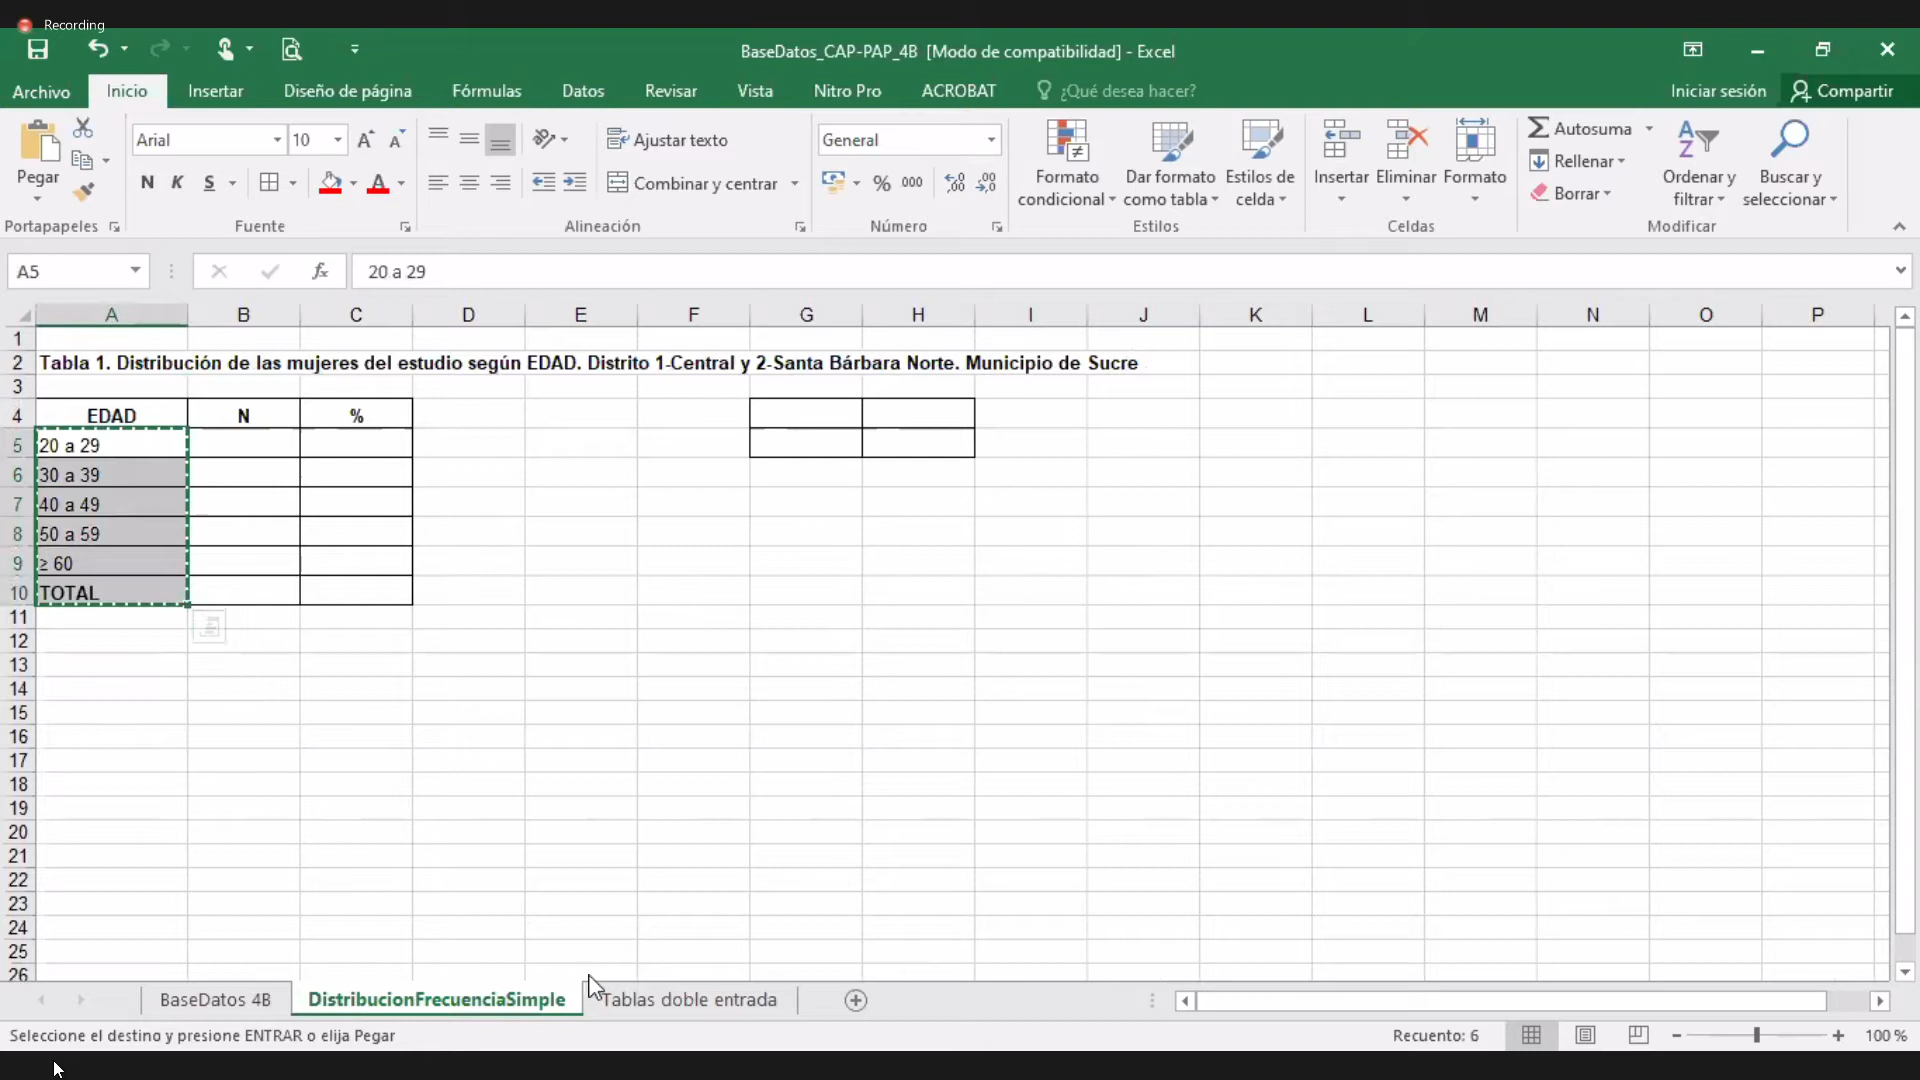 Recording
BaseDatos_CAP-PAP_4B [Modo de compatibilidad] - Excel
Archivo Inicio Insertar Diseño de página Fórmulas Datos Revisar Vista Nitro Pro ACROBAT ¿Qué desea hacer? Iniciar sesión Compartir
Pegar
Portapapeles
Arial 10
N K S
Fuente
Ajustar texto
Combinar y centrar
Alineación
General
% 000
Número
Formato condicional
Dar formato como tabla
Estilos de celda
Estilos
Insertar Eliminar Formato
Celdas
Autosuma
Rellenar
Borrar
Ordenar y filtrar
Buscar y seleccionar
Modificar
A5 fx 20 a 29
A B C D E F G H I J K L M N O P
1
2 Tabla 1. Distribución de las mujeres del estudio según EDAD. Distrito 1-Central y 2-Santa Bárbara Norte. Municipio de Sucre
3
4 EDAD N %
5 20 a 29
6 30 a 39
7 40 a 49
8 50 a 59
9 ≥ 60
10 TOTAL
11
12
13
14
15
16
17
18
19
20
21
22
23
24
25
26
BaseDatos 4B DistribucionFrecuenciaSimple Tablas doble entrada
Seleccione el destino y presione ENTRAR o elija Pegar Recuento: 6 100 %